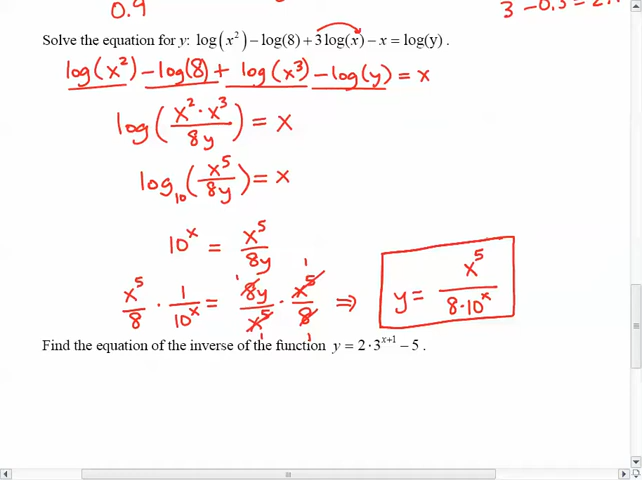 0.9
3 - 0.3 = 2.
Solve the equation for y: log(x²) − log(8) + 3log(x) − x = log(y).
log(x²) − log(8) + log(x³) − log(y) = x
log(x²·x³/8y) = x
log₁₀(x⁵/8y) = x
10ˣ = x⁵/8y
x⁵/8 · 1/10ˣ = 8y/x⁵ · x⁵/8 ⇒ y = x⁵/8·10ˣ
Find the equation of the inverse of the function y = 2·3ˣ⁺¹ − 5.